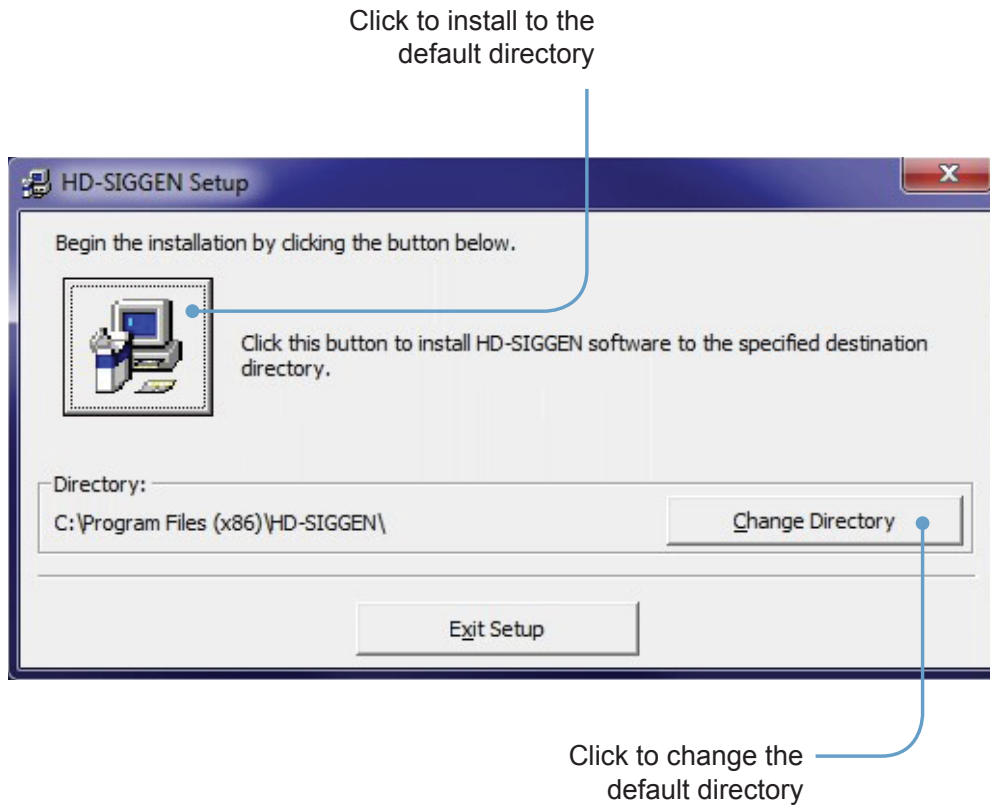 Click to install to the
default directory
HD-SIGGEN Setup
Begin the installation by clicking the button below.
Click this button to install HD-SIGGEN software to the specified destination
directory.
Directory:
C:\Program Files (x86)\HD-SIGGEN\
Change Directory
Exit Setup
Click to change the
default directory